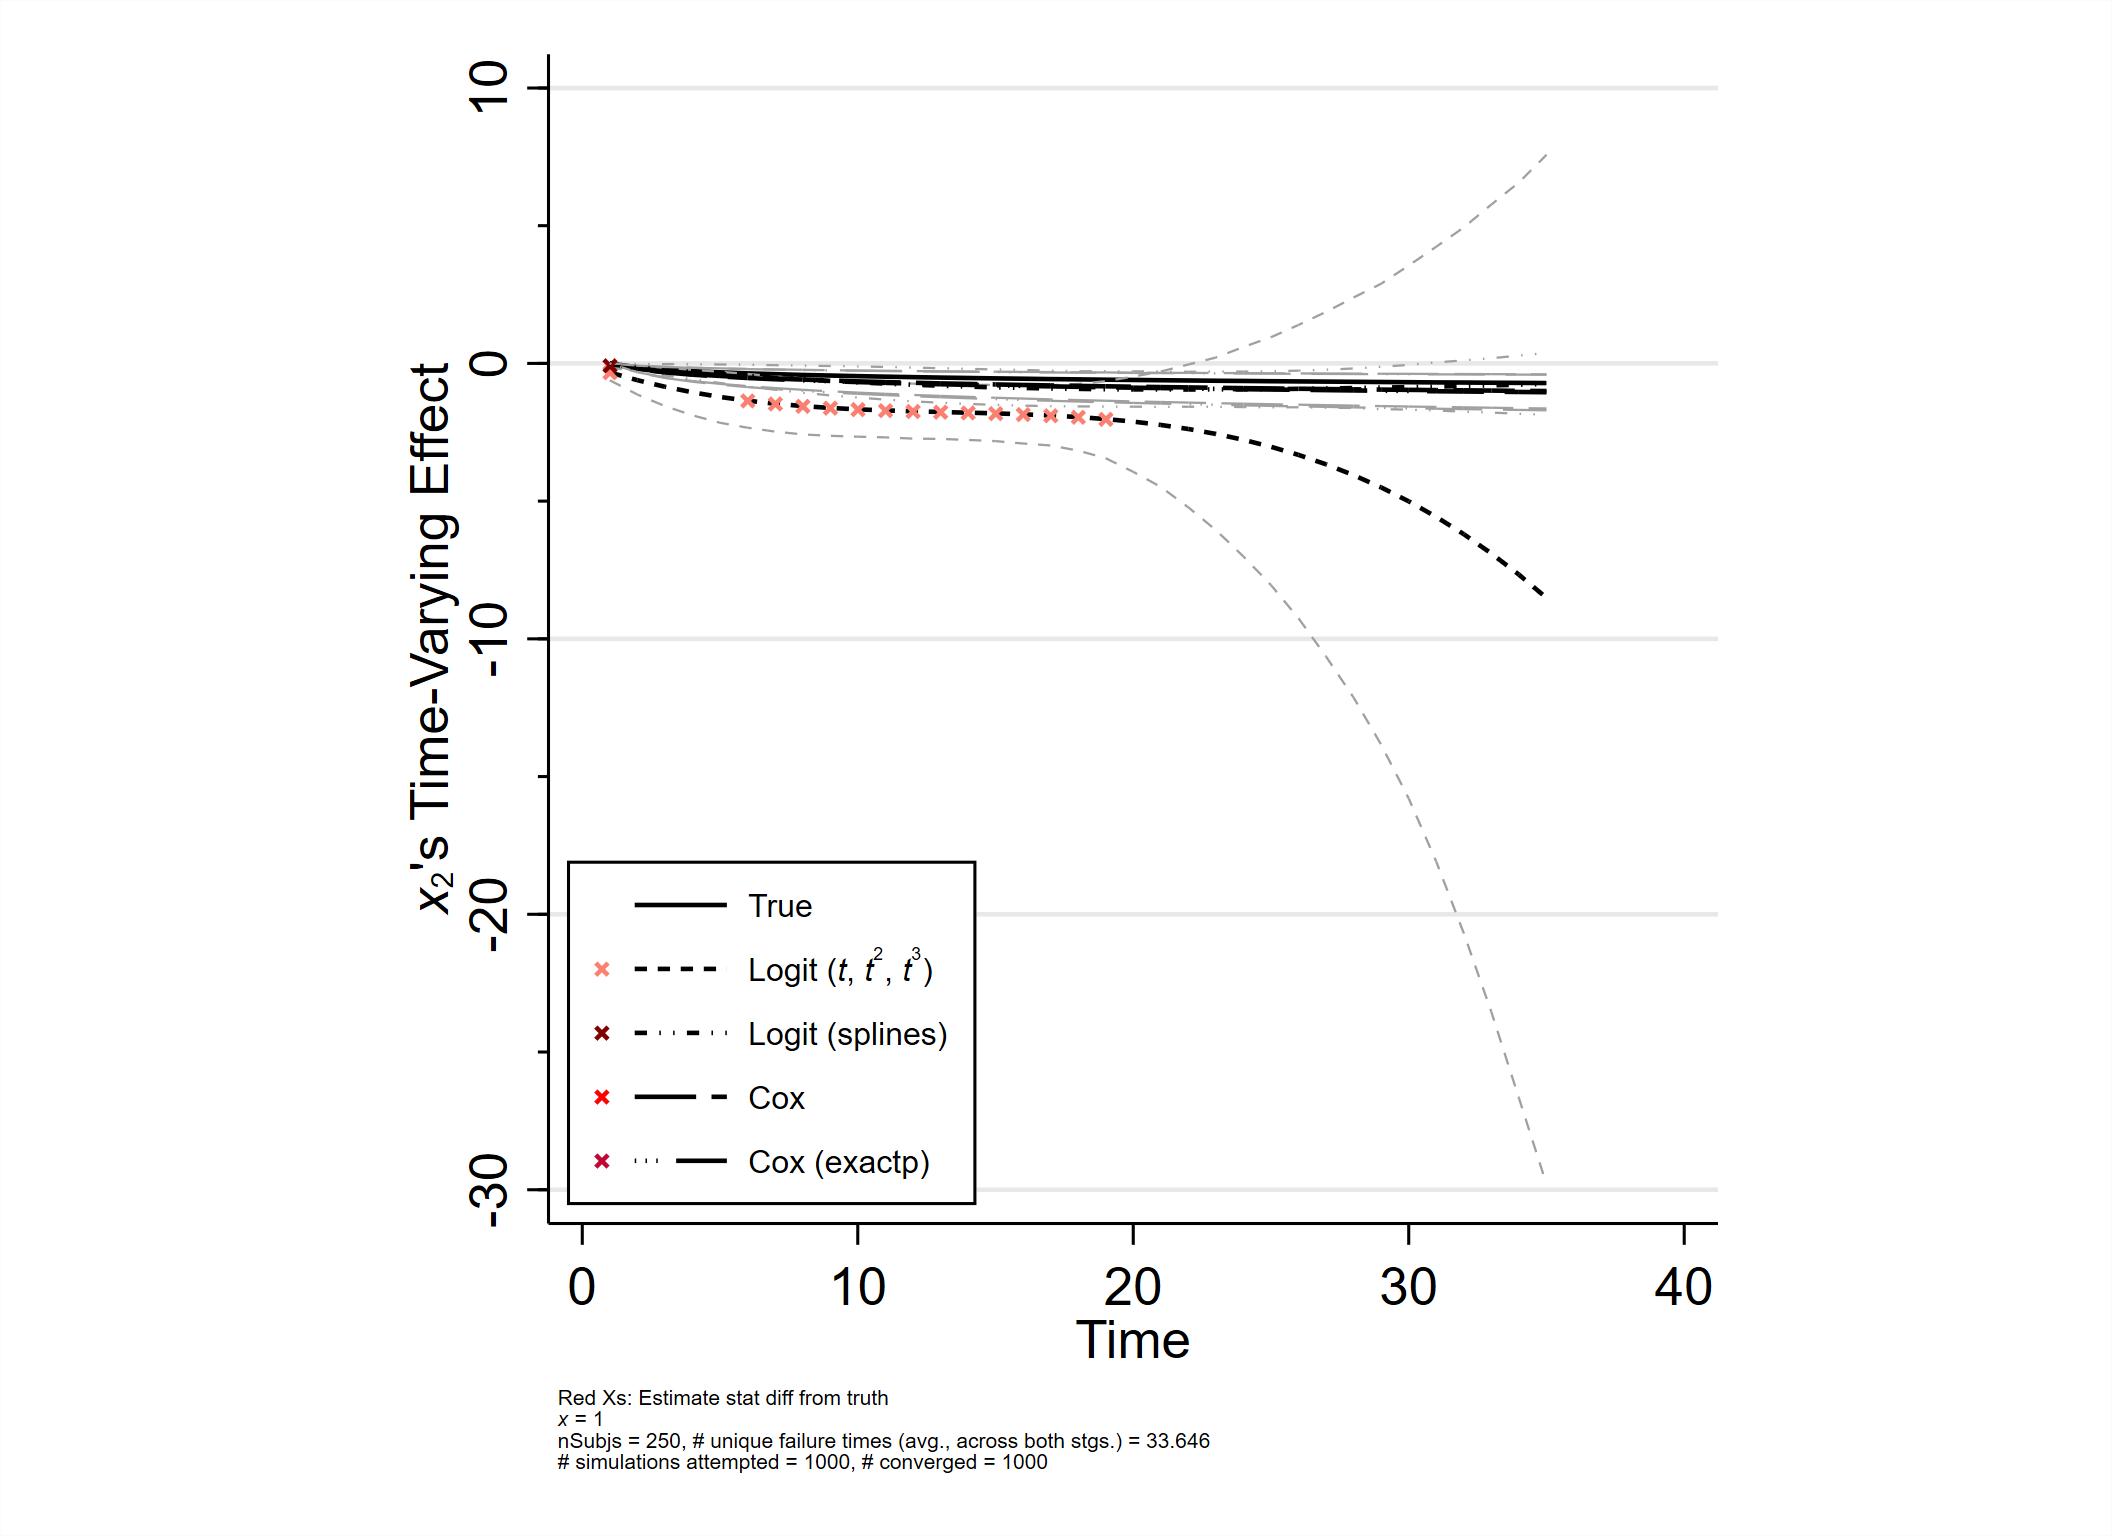 10
0
-10
-20
-30
x₂'s Time-Varying Effect
True
Logit (t, t², t³)
Logit (splines)
Cox
Cox (exactp)
0 10 20 30 40
Time
Red Xs: Estimate stat diff from truth
x = 1
nSubjs = 250, # unique failure times (avg., across both stgs.) = 33.646
# simulations attempted = 1000, # converged = 1000